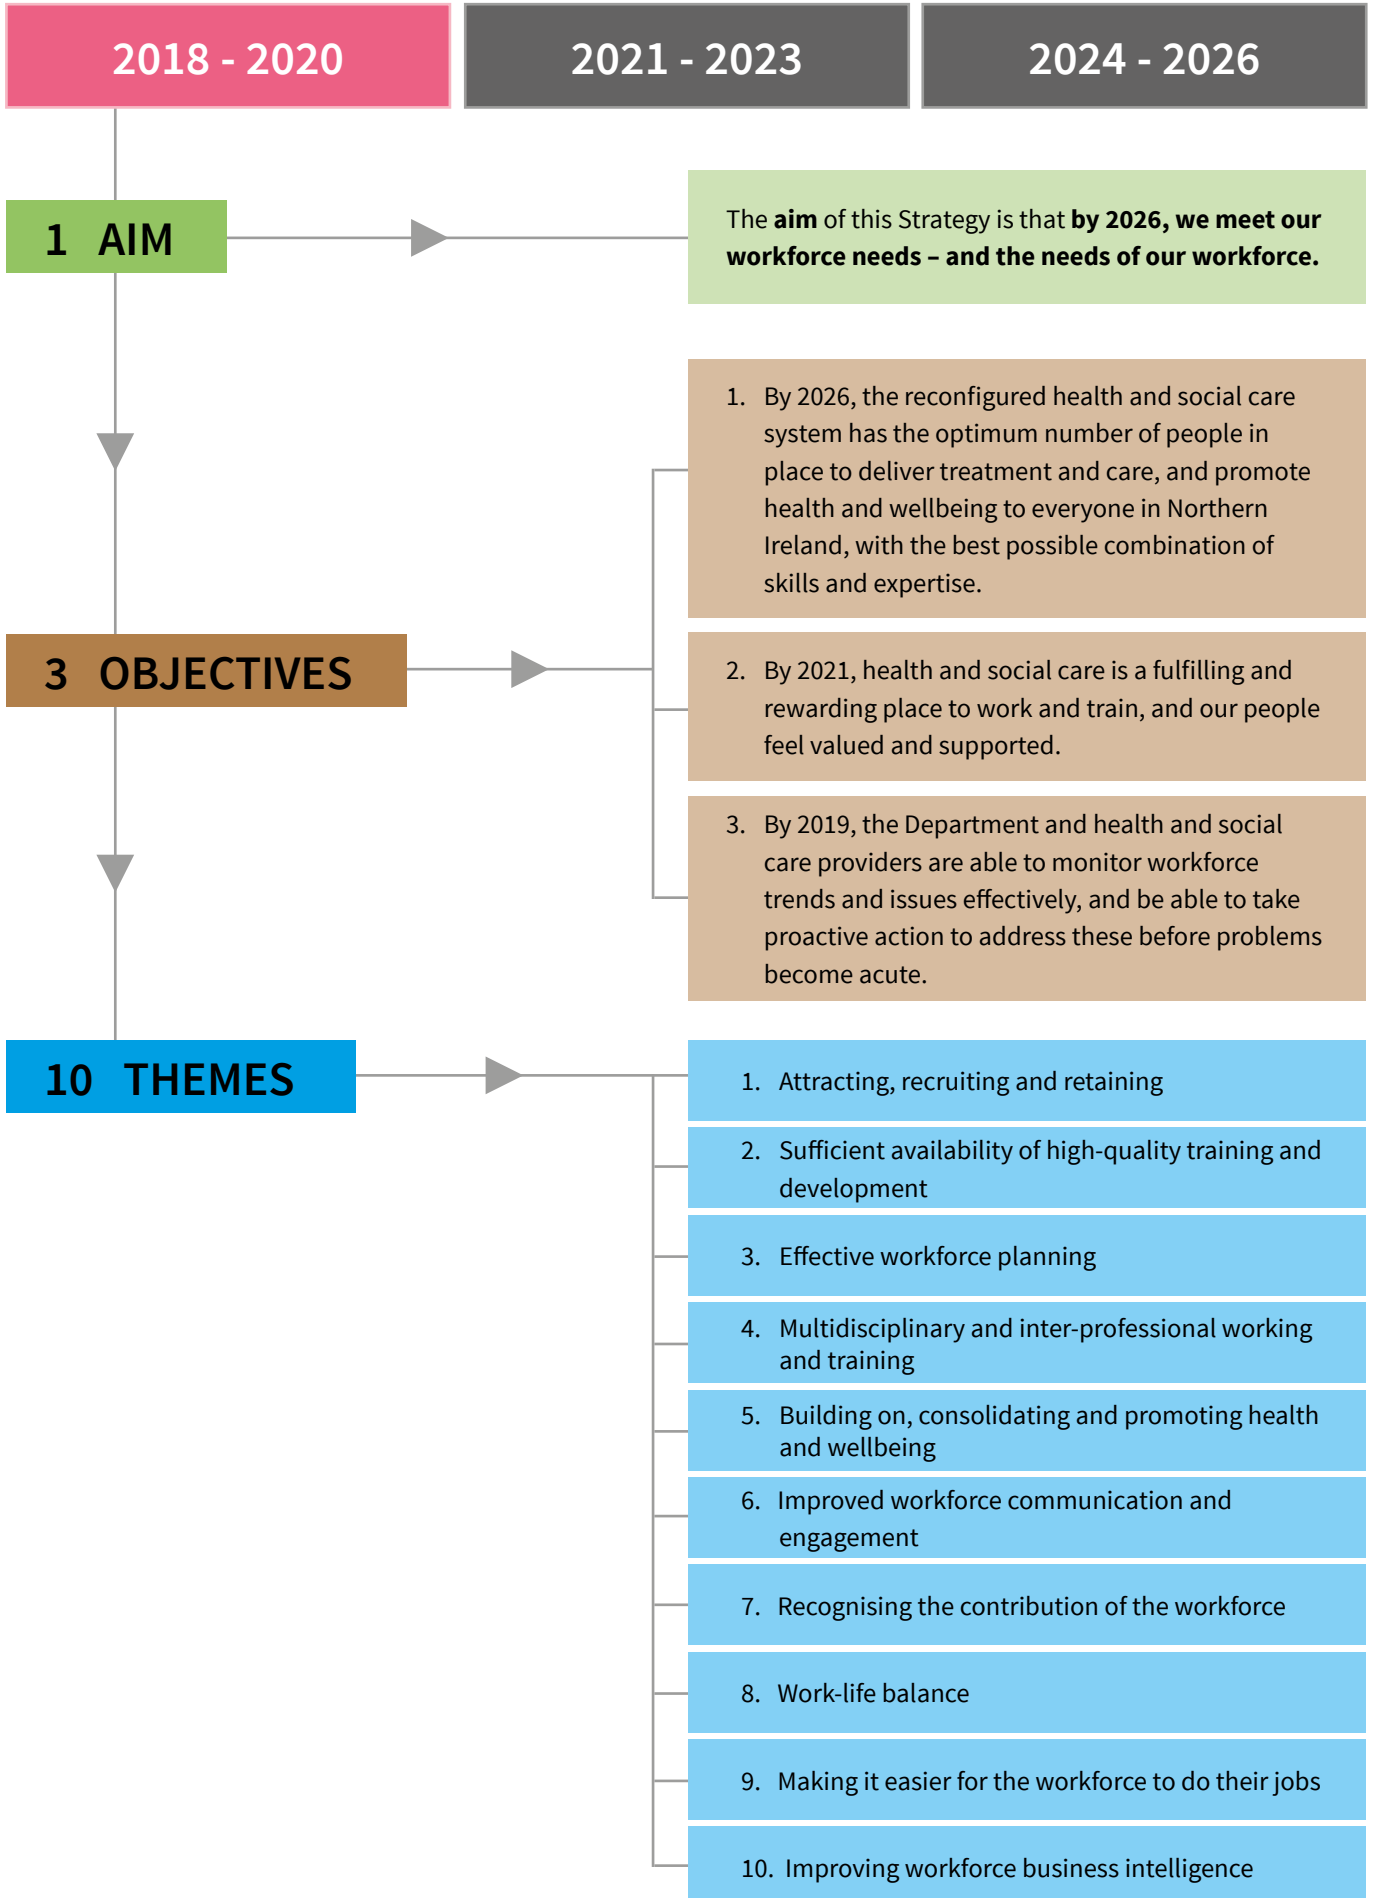 2018 - 2020
2021 - 2023
2024 - 2026
1 AIM
The aim of this Strategy is that by 2026, we meet our
workforce needs – and the needs of our workforce.
3 OBJECTIVES
1. By 2026, the reconfigured health and social care
system has the optimum number of people in
place to deliver treatment and care, and promote
health and wellbeing to everyone in Northern
Ireland, with the best possible combination of
skills and expertise.
2. By 2021, health and social care is a fulfilling and
rewarding place to work and train, and our people
feel valued and supported.
3. By 2019, the Department and health and social
care providers are able to monitor workforce
trends and issues effectively, and be able to take
proactive action to address these before problems
become acute.
10 THEMES
1. Attracting, recruiting and retaining
2. Sufficient availability of high-quality training and
development
3. Effective workforce planning
4. Multidisciplinary and inter-professional working
and training
5. Building on, consolidating and promoting health
and wellbeing
6. Improved workforce communication and
engagement
7. Recognising the contribution of the workforce
8. Work-life balance
9. Making it easier for the workforce to do their jobs
10. Improving workforce business intelligence